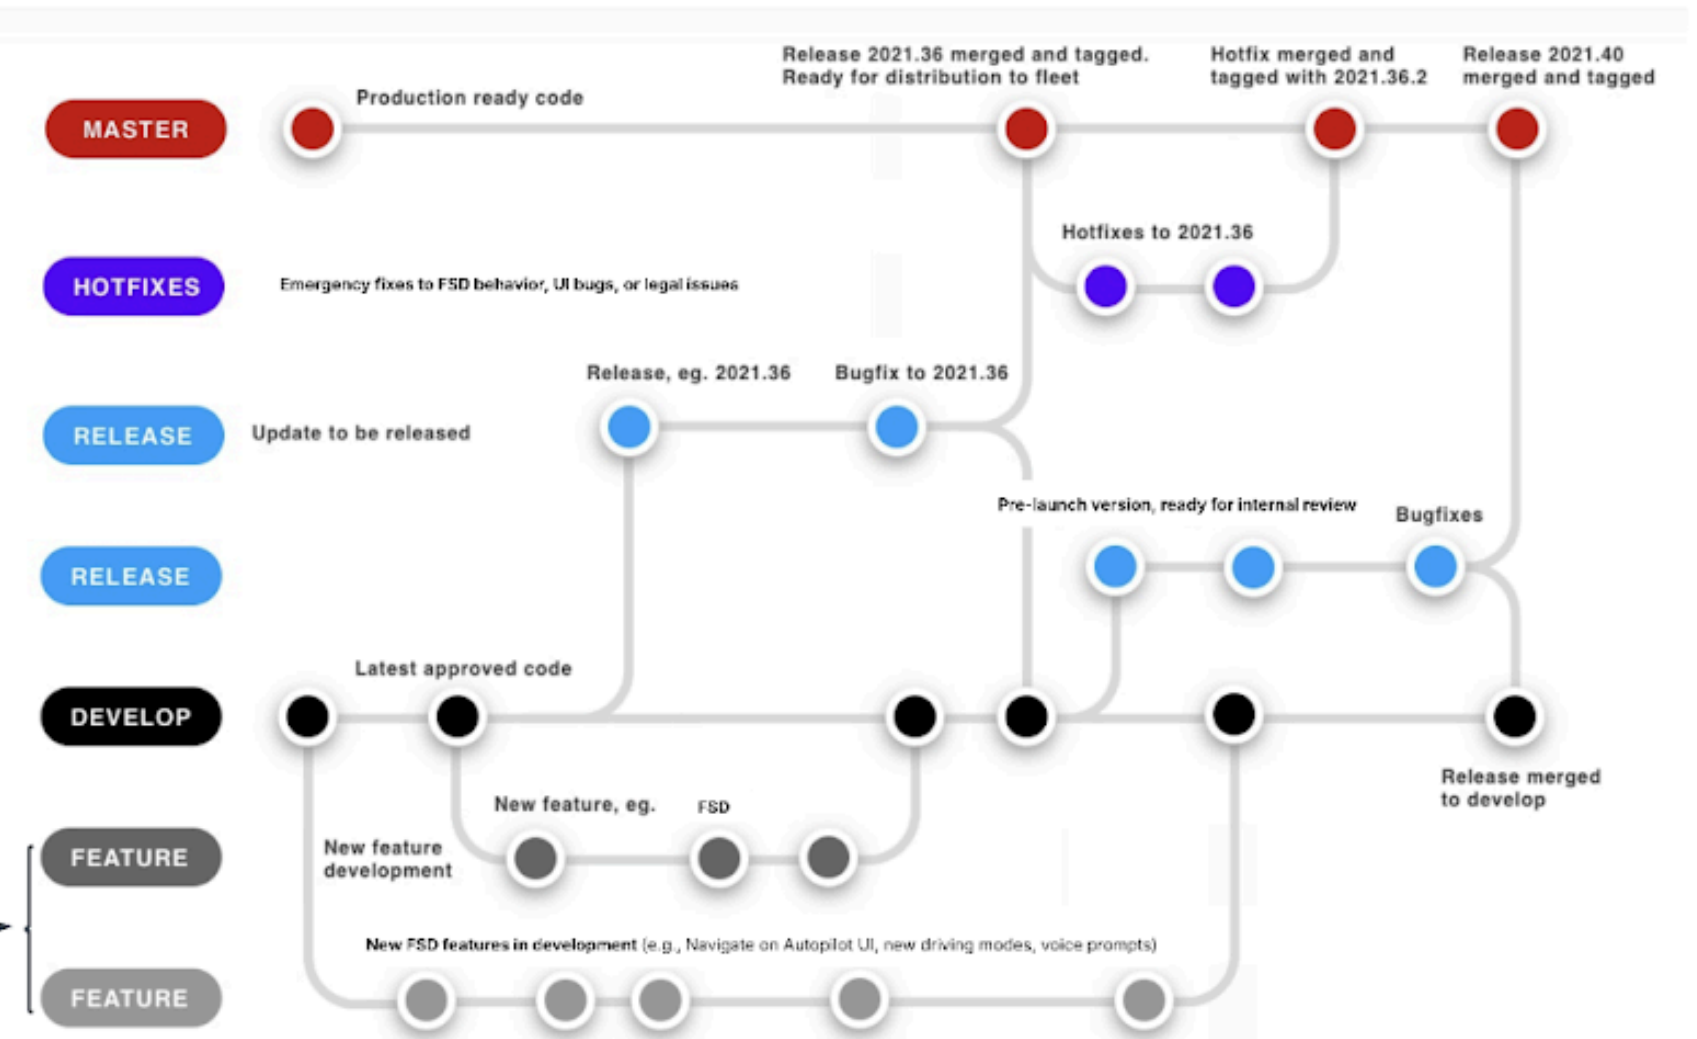 Release 2021.36 merged and tagged.
Ready for distribution to fleet
Hotfix merged and
tagged with 2021.36.2
Release 2021.40
merged and tagged
MASTER
Production ready code
Hotfixes to 2021.36
HOTFIXES
Emergency fixes to FSD behavior, UI bugs, or legal issues
Release, eg. 2021.36
Bugfix to 2021.36
RELEASE
Update to be released
Pre-launch version, ready for internal review
Bugfixes
RELEASE
Latest approved code
DEVELOP
Release merged
to develop
New feature, eg.
FSD
FEATURE
New feature
development
New FSD features in development (e.g., Navigate on Autopilot UI, new driving modes, voice prompts)
FEATURE